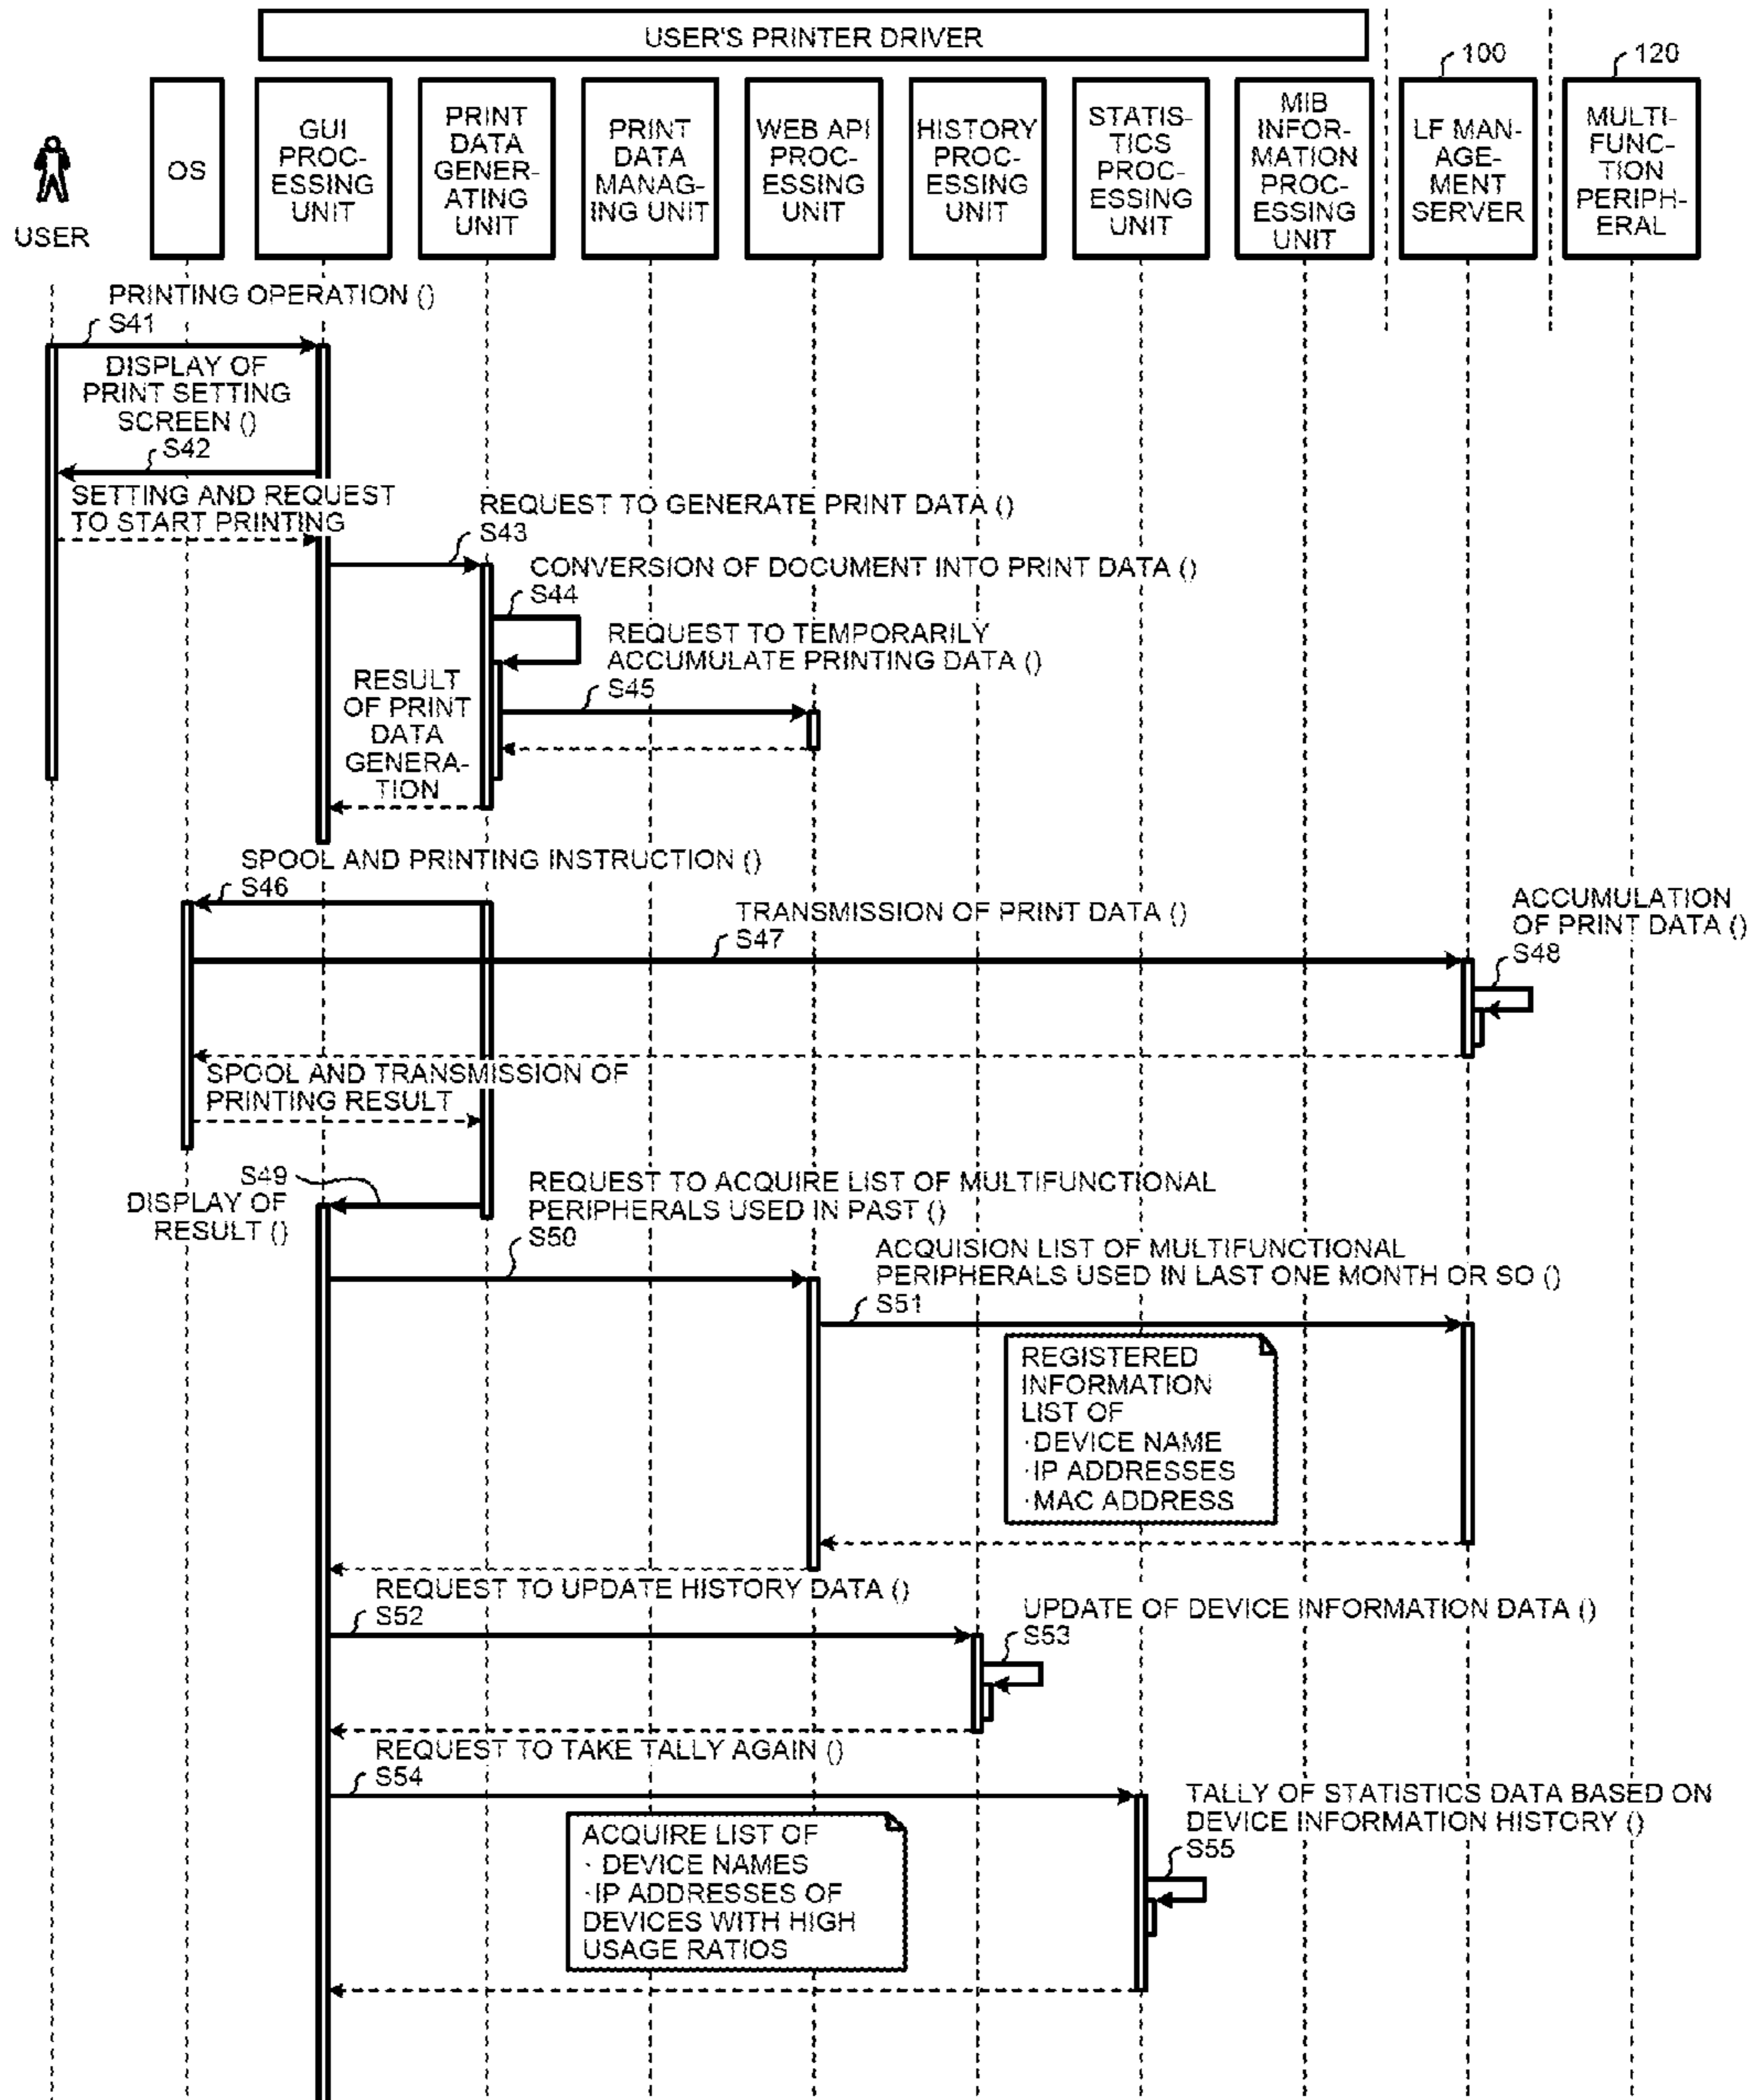 USER'S PRINTER DRIVER
100
120
USER
OS
GUI
PROC-
ESSING
UNIT
PRINT
DATA
GENER-
ATING
UNIT
PRINT
DATA
MANAG-
ING UNIT
WEB API
PROC-
ESSING
UNIT
HISTORY
PROC-
ESSING
UNIT
STATIS-
TICS
PROC-
ESSING
UNIT
MIB
INFOR-
MATION
PROC-
ESSING
UNIT
LF MAN-
AGE-
MENT
SERVER
MULTI-
FUNC-
TION
PERIPH-
ERAL
PRINTING OPERATION ()
S41
DISPLAY OF
PRINT SETTING
SCREEN ()
S42
SETTING AND REQUEST
TO START PRINTING
REQUEST TO GENERATE PRINT DATA ()
S43
CONVERSION OF DOCUMENT INTO PRINT DATA ()
S44
REQUEST TO TEMPORARILY
ACCUMULATE PRINTING DATA ()
S45
RESULT
OF PRINT
DATA
GENERA-
TION
SPOOL AND PRINTING INSTRUCTION ()
S46
TRANSMISSION OF PRINT DATA ()
S47
ACCUMULATION
OF PRINT DATA ()
S48
SPOOL AND TRANSMISSION OF
PRINTING RESULT
S49
DISPLAY OF
RESULT ()
REQUEST TO ACQUIRE LIST OF MULTIFUNCTIONAL
PERIPHERALS USED IN PAST ()
S50
ACQUISION LIST OF MULTIFUNCTIONAL
PERIPHERALS USED IN LAST ONE MONTH OR SO ()
S51
REGISTERED
INFORMATION
LIST OF
·DEVICE NAME
·IP ADDRESSES
·MAC ADDRESS
REQUEST TO UPDATE HISTORY DATA ()
S52
UPDATE OF DEVICE INFORMATION DATA ()
S53
REQUEST TO TAKE TALLY AGAIN ()
S54
TALLY OF STATISTICS DATA BASED ON
DEVICE INFORMATION HISTORY ()
S55
ACQUIRE LIST OF
· DEVICE NAMES
·IP ADDRESSES OF
DEVICES WITH HIGH
USAGE RATIOS